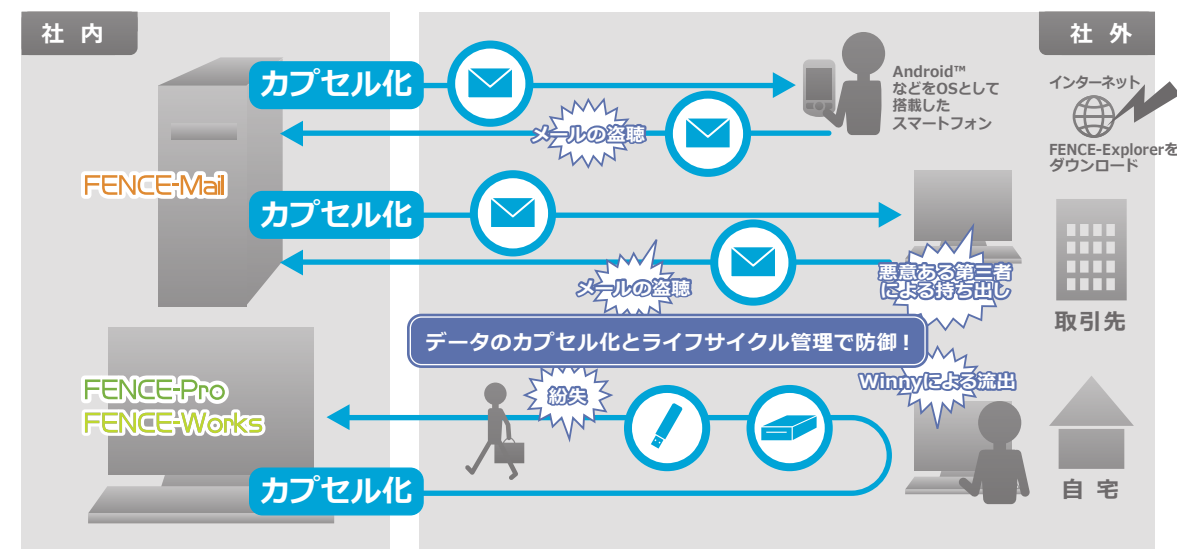 社 内
社 外
カプセル化
Android™
などをOSとして
搭載した
スマートフォン
インターネット
FENCE-Explorerを
ダウンロード
メールの盗聴
FENCE-Mail
カプセル化
メールの盗聴
悪意ある第三者
による持ち出し
取引先
データのカプセル化とライフサイクル管理で防御！
FENCE-Pro
FENCE-Works
紛失
Winnyによる流出
カプセル化
自 宅